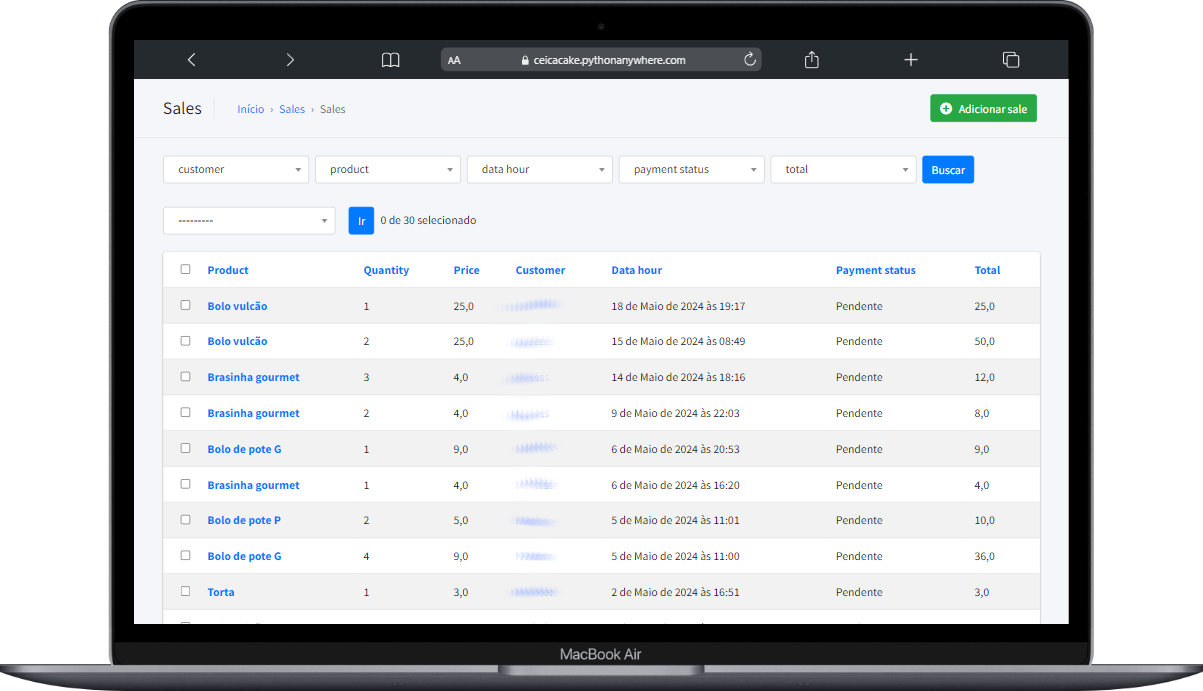 AA ceicacake.pythonanywhere.com
Sales Início › Sales › Sales Adicionar sale
customer product data hour payment status total Buscar
--------- Ir 0 de 30 selecionado
Product Quantity Price Customer Data hour Payment status Total
Bolo vulcão 1 25,0 18 de Maio de 2024 às 19:17 Pendente 25,0
Bolo vulcão 2 25,0 15 de Maio de 2024 às 08:49 Pendente 50,0
Brasinha gourmet 3 4,0 14 de Maio de 2024 às 18:16 Pendente 12,0
Brasinha gourmet 2 4,0 9 de Maio de 2024 às 22:03 Pendente 8,0
Bolo de pote G 1 9,0 6 de Maio de 2024 às 20:53 Pendente 9,0
Brasinha gourmet 1 4,0 6 de Maio de 2024 às 16:20 Pendente 4,0
Bolo de pote P 2 5,0 5 de Maio de 2024 às 11:01 Pendente 10,0
Bolo de pote G 4 9,0 5 de Maio de 2024 às 11:00 Pendente 36,0
Torta 1 3,0 2 de Maio de 2024 às 16:51 Pendente 3,0
MacBook Air